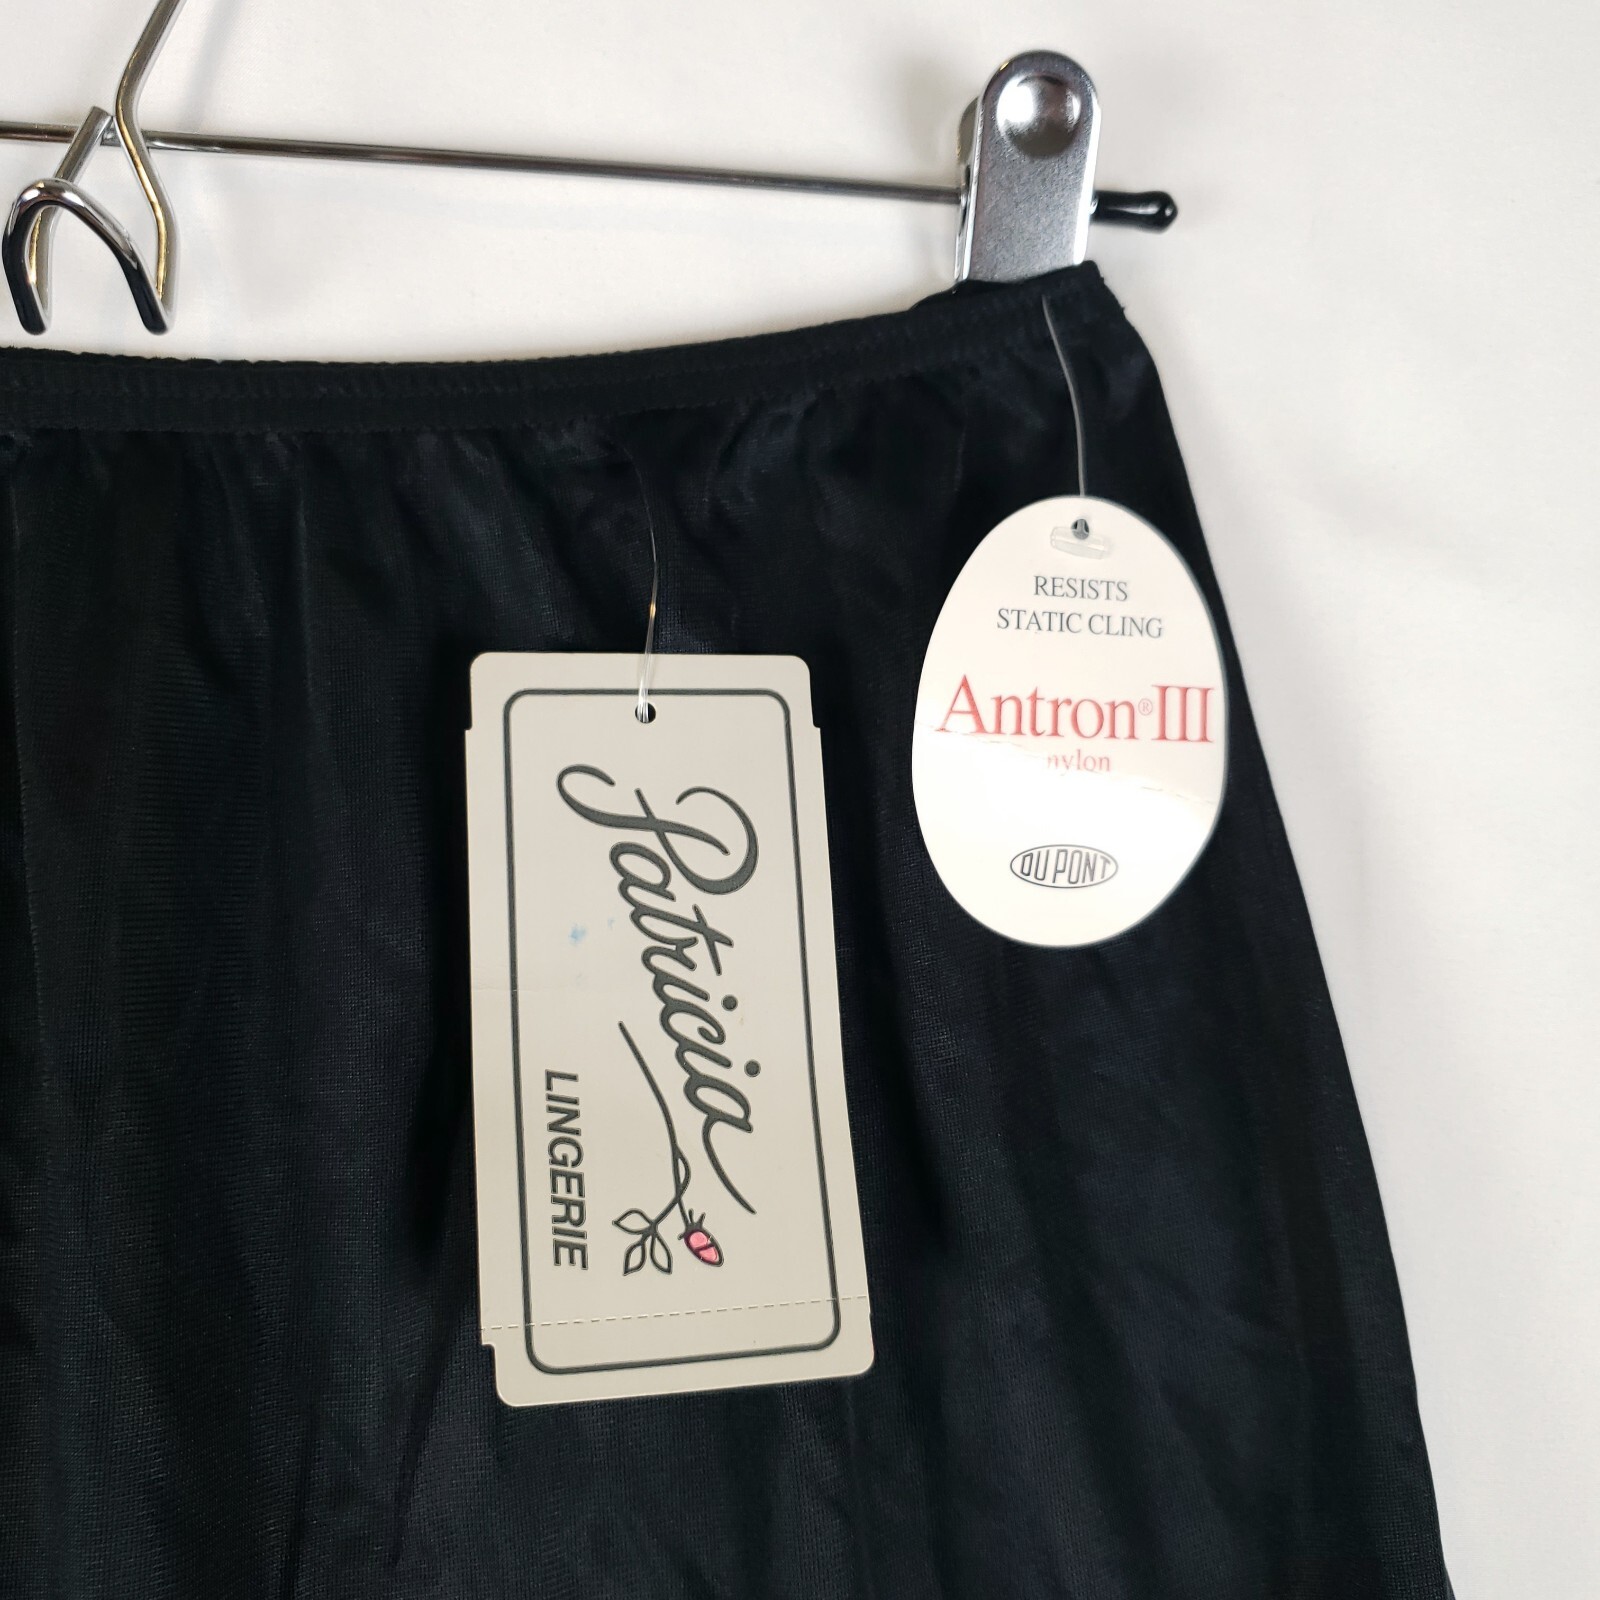 Patricia
LINGERIE
RESISTS
STATIC CLING
Antron® III
nylon
DU PONT